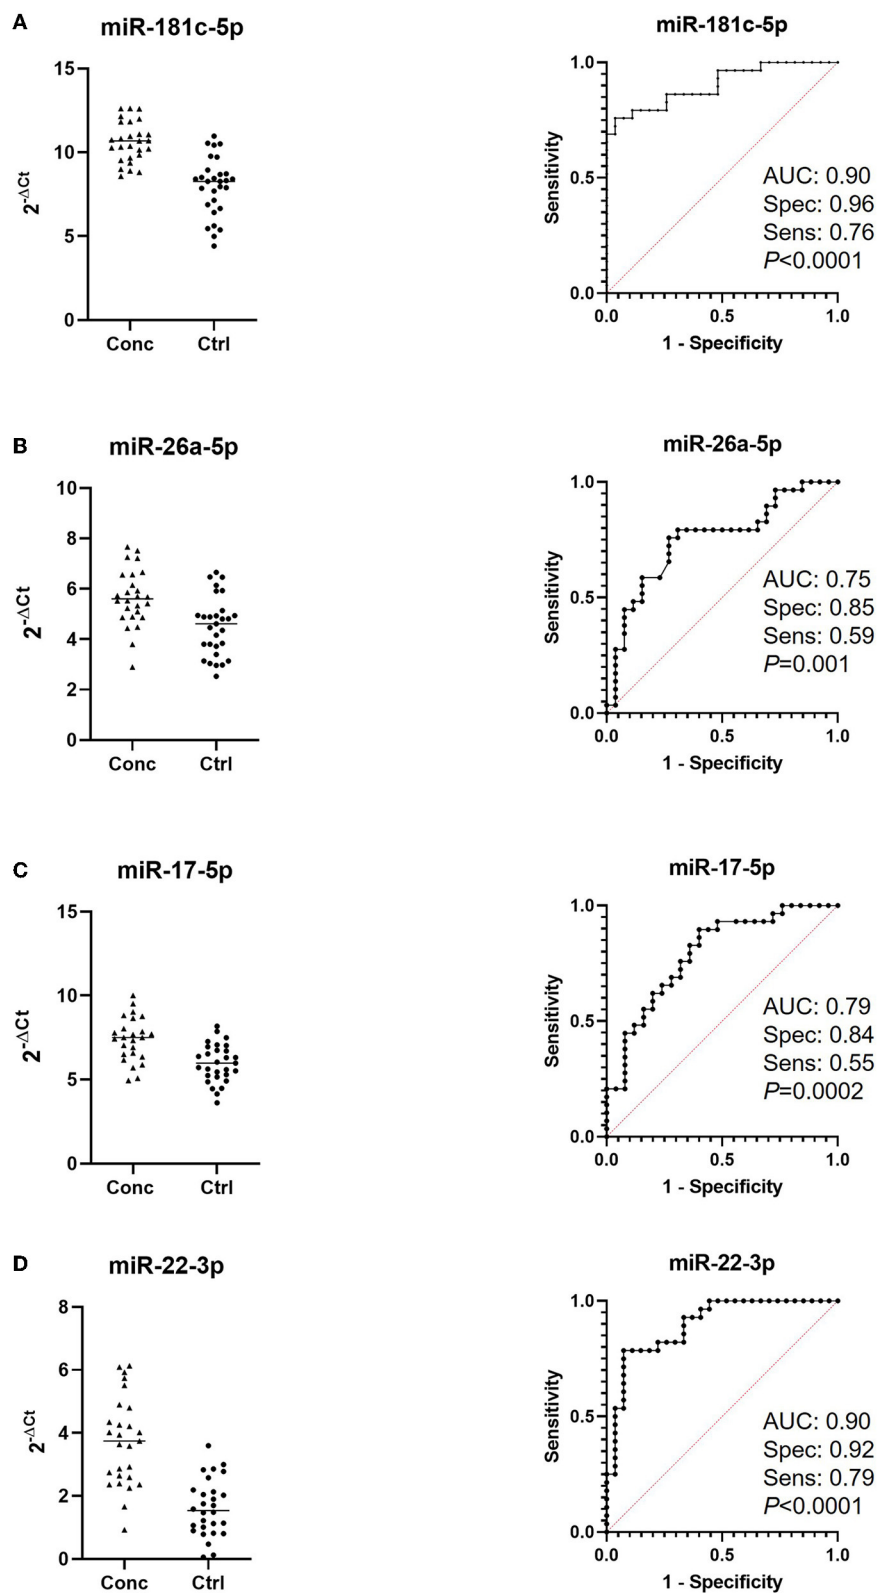 A
miR-181c-5p
15
10
5
0
2-ΔCt
Conc Ctrl
miR-181c-5p
1.0
0.5
0.0
Sensitivity
AUC: 0.90
Spec: 0.96
Sens: 0.76
P<0.0001
0.0 0.5 1.0
1 - Specificity
B
miR-26a-5p
10
8
6
4
2
0
2-ΔCt
Conc Ctrl
miR-26a-5p
1.0
0.5
0.0
Sensitivity
AUC: 0.75
Spec: 0.85
Sens: 0.59
P=0.001
0.0 0.5 1.0
1 - Specificity
C
miR-17-5p
15
10
5
0
2-ΔCt
Conc Ctrl
miR-17-5p
1.0
0.5
0.0
Sensitivity
AUC: 0.79
Spec: 0.84
Sens: 0.55
P=0.0002
0.0 0.5 1.0
1 - Specificity
D
miR-22-3p
8
6
4
2
0
2-ΔCt
Conc Ctrl
miR-22-3p
1.0
0.5
0.0
Sensitivity
AUC: 0.90
Spec: 0.92
Sens: 0.79
P<0.0001
0.0 0.5 1.0
1 - Specificity